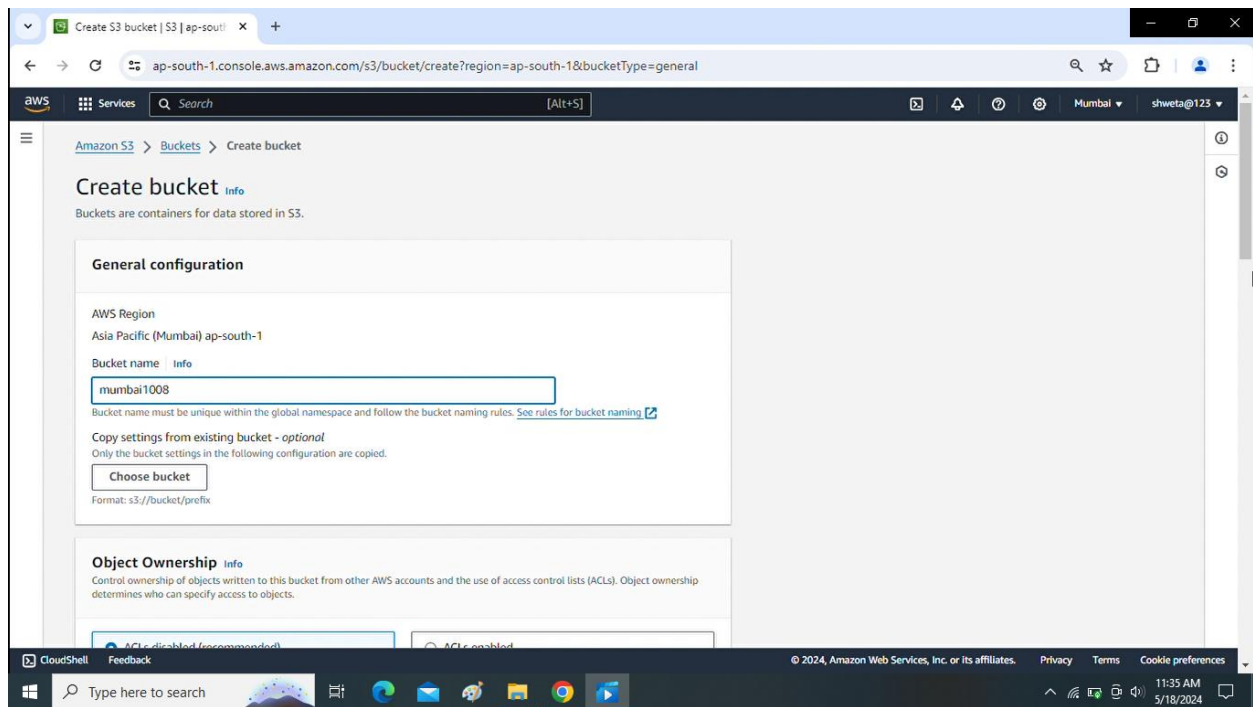 Create S3 bucket | S3 | ap-sout
ap-south-1.console.aws.amazon.com/s3/bucket/create?region=ap-south-1&bucketType=general
aws Services Search [Alt+S] Mumbai shweta@123
Amazon S3 > Buckets > Create bucket
Create bucket Info
Buckets are containers for data stored in S3.
General configuration
AWS Region
Asia Pacific (Mumbai) ap-south-1
Bucket name Info
mumbai1008
Bucket name must be unique within the global namespace and follow the bucket naming rules. See rules for bucket naming
Copy settings from existing bucket - optional
Only the bucket settings in the following configuration are copied.
Choose bucket
Format: s3://bucket/prefix
Object Ownership Info
Control ownership of objects written to this bucket from other AWS accounts and the use of access control lists (ACLs). Object ownership
determines who can specify access to objects.
ACLs disabled (recommended) ACLs enabled
CloudShell Feedback © 2024, Amazon Web Services, Inc. or its affiliates. Privacy Terms Cookie preferences
Type here to search 11:35 AM
5/18/2024